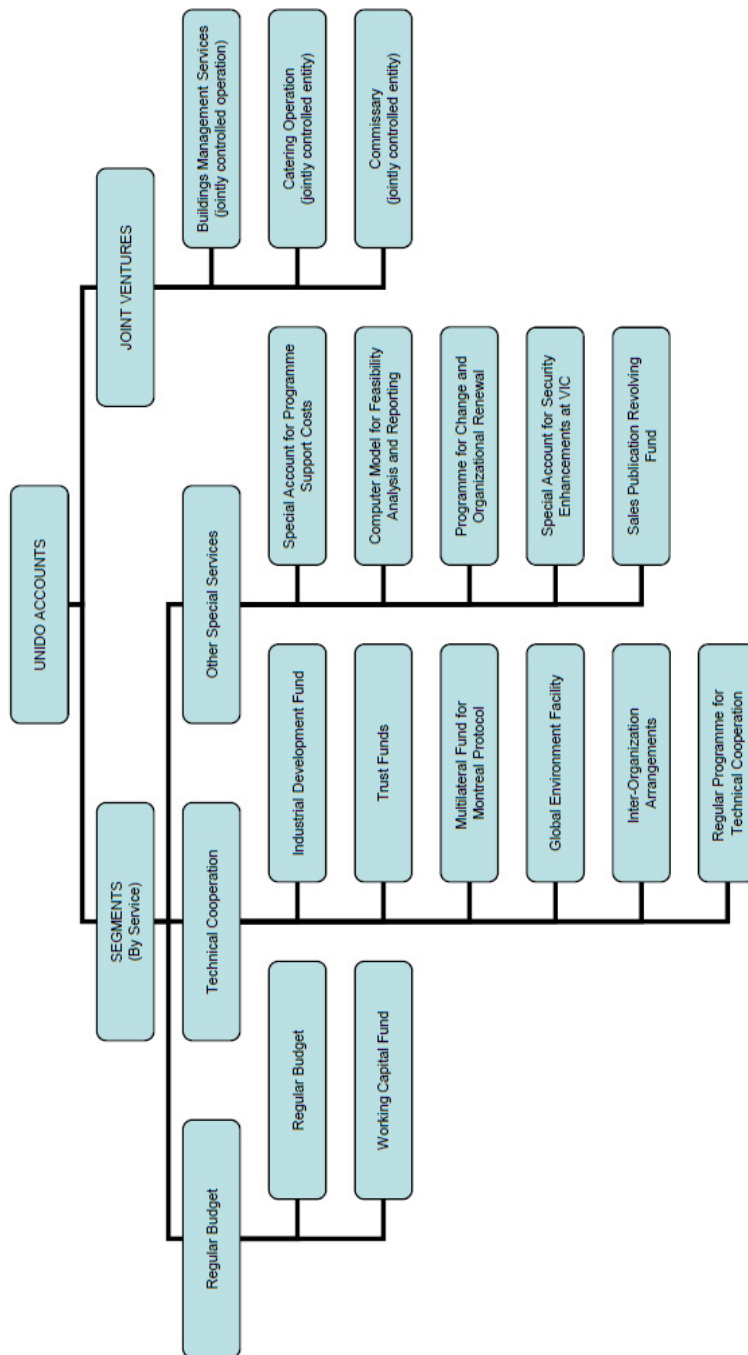 UNIDO ACCOUNTS
SEGMENTS
(By Service)
JOINT VENTURES
Regular Budget
Technical Cooperation
Other Special Services
Buildings Management Services
(jointly controlled operation)
Catering Operation
(jointly controlled entity)
Commissary
(jointly controlled entity)
Regular Budget
Working Capital Fund
Industrial Development Fund
Trust Funds
Multilateral Fund for
Montreal Protocol
Global Environment Facility
Inter-Organization
Arrangements
Regular Programme for
Technical Cooperation
Special Account for Programme
Support Costs
Computer Model for Feasibility
Analysis and Reporting
Programme for Change and
Organizational Renewal
Special Account for Security
Enhancements at VIC
Sales Publication Revolving
Fund